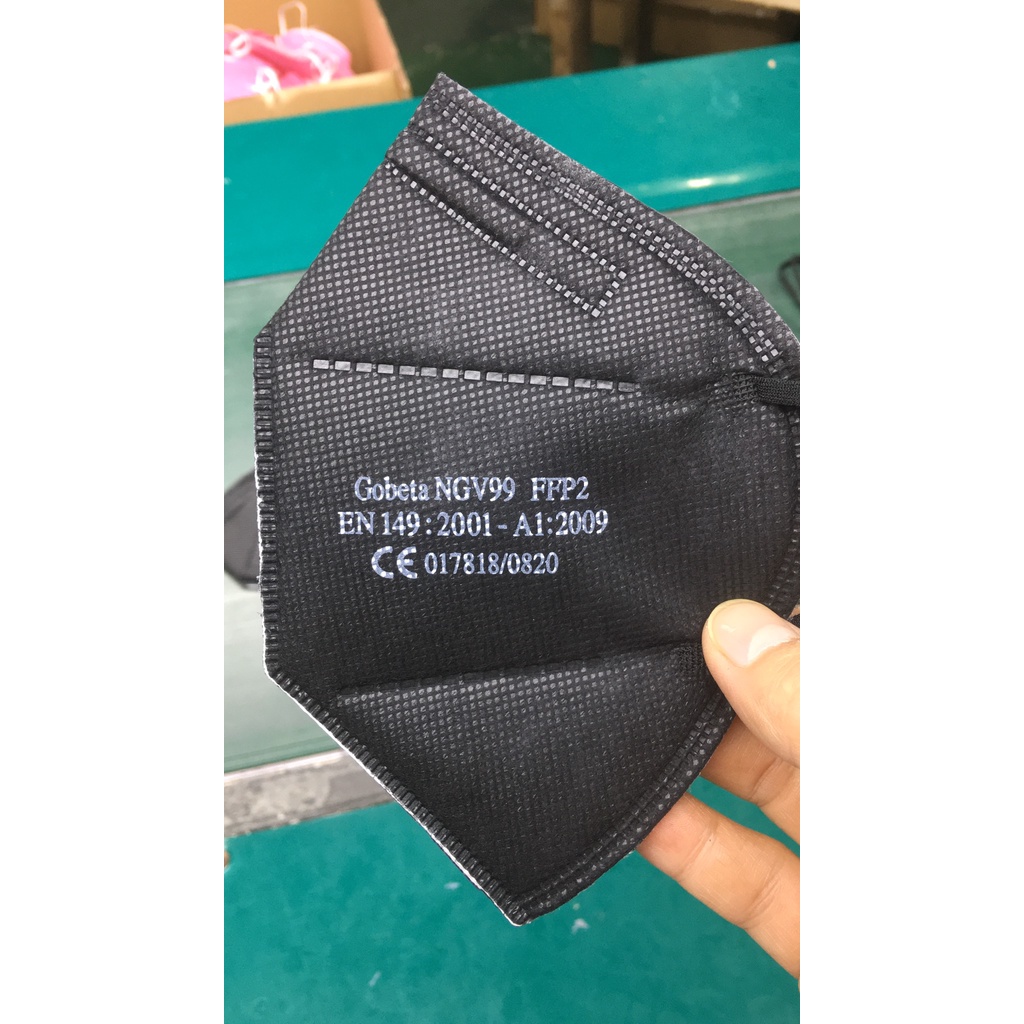 Gobeta NGV99 FFP2
EN 149 : 2001 - A1:2009
CE 017818/0820